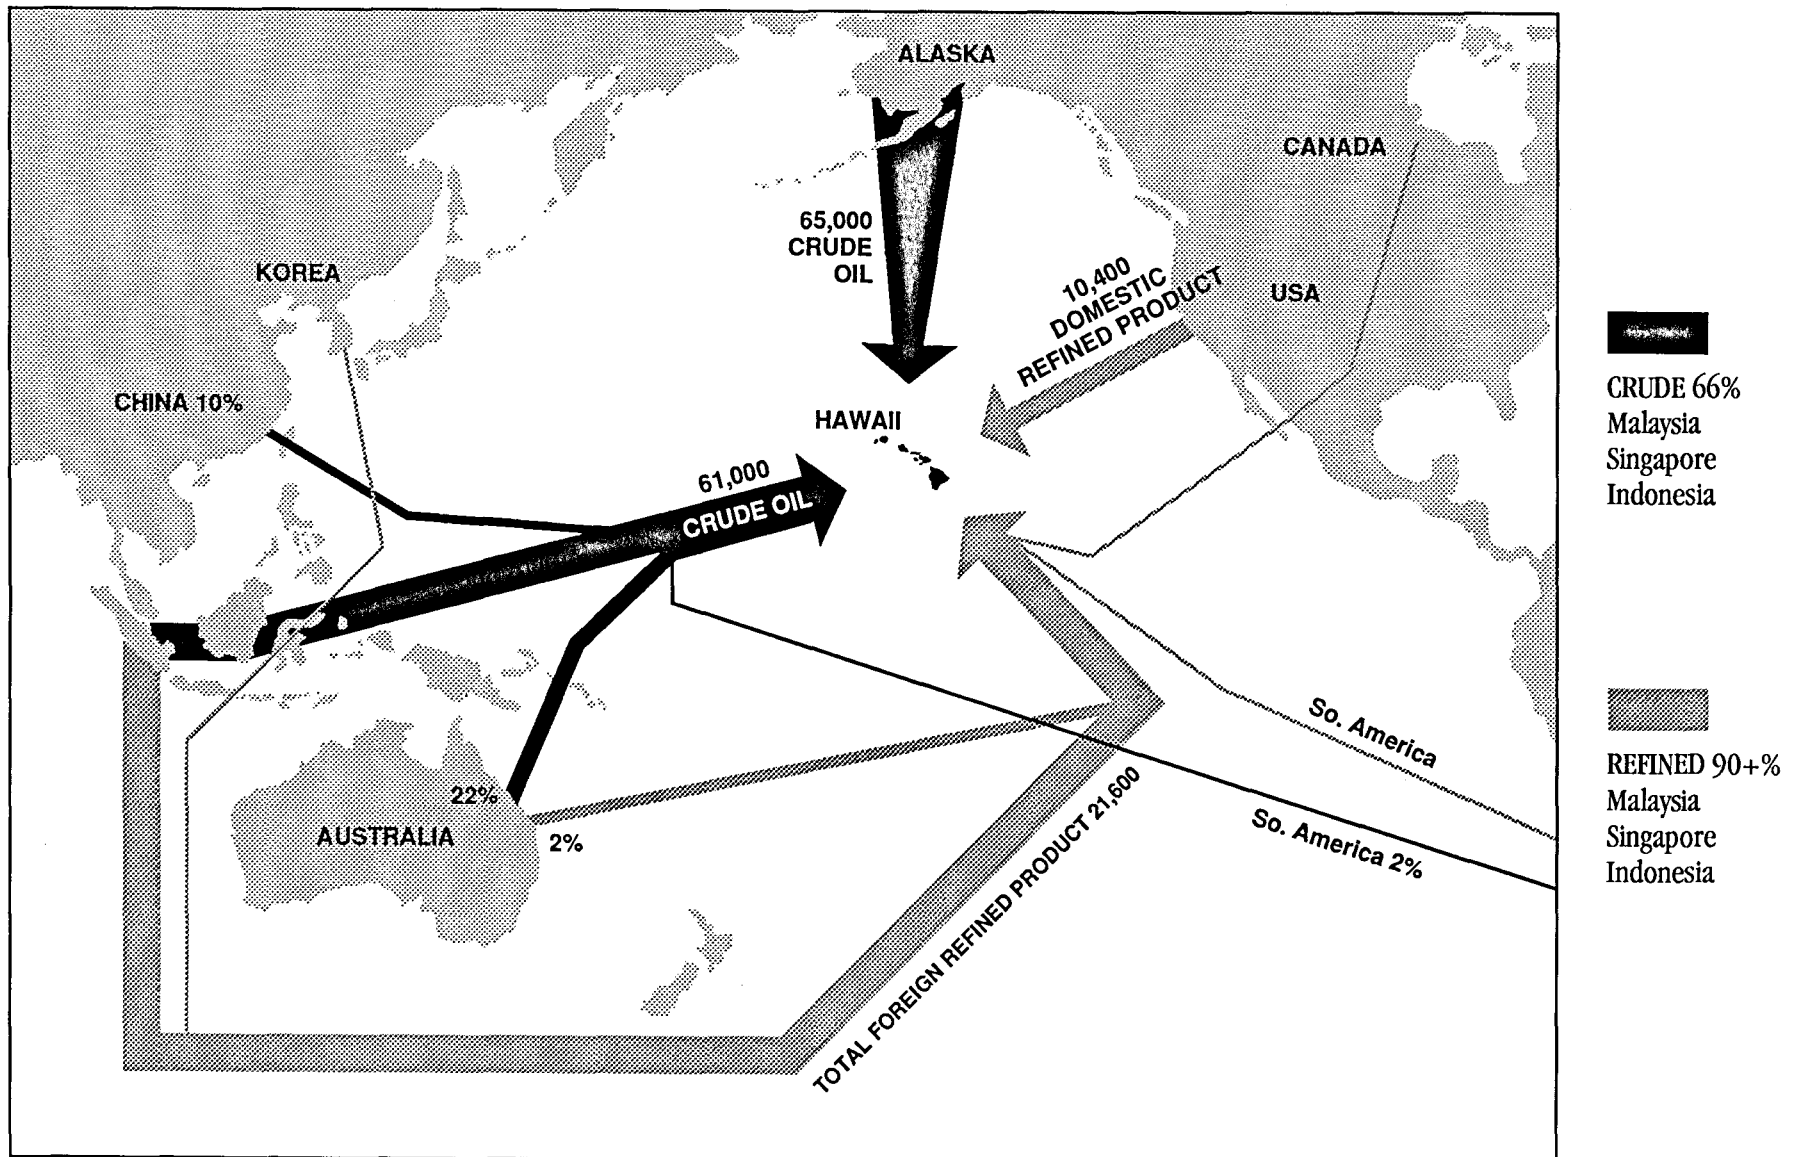 ALASKA
CANADA
65,000
CRUDE
OIL
KOREA
10,400
DOMESTIC
REFINED PRODUCT
USA
CHINA 10%
HAWAII
61,000
CRUDE OIL
22%
AUSTRALIA
2%
So. America
So. America 2%
TOTAL FOREIGN REFINED PRODUCT 21,600
CRUDE 66%
Malaysia
Singapore
Indonesia
REFINED 90+%
Malaysia
Singapore
Indonesia